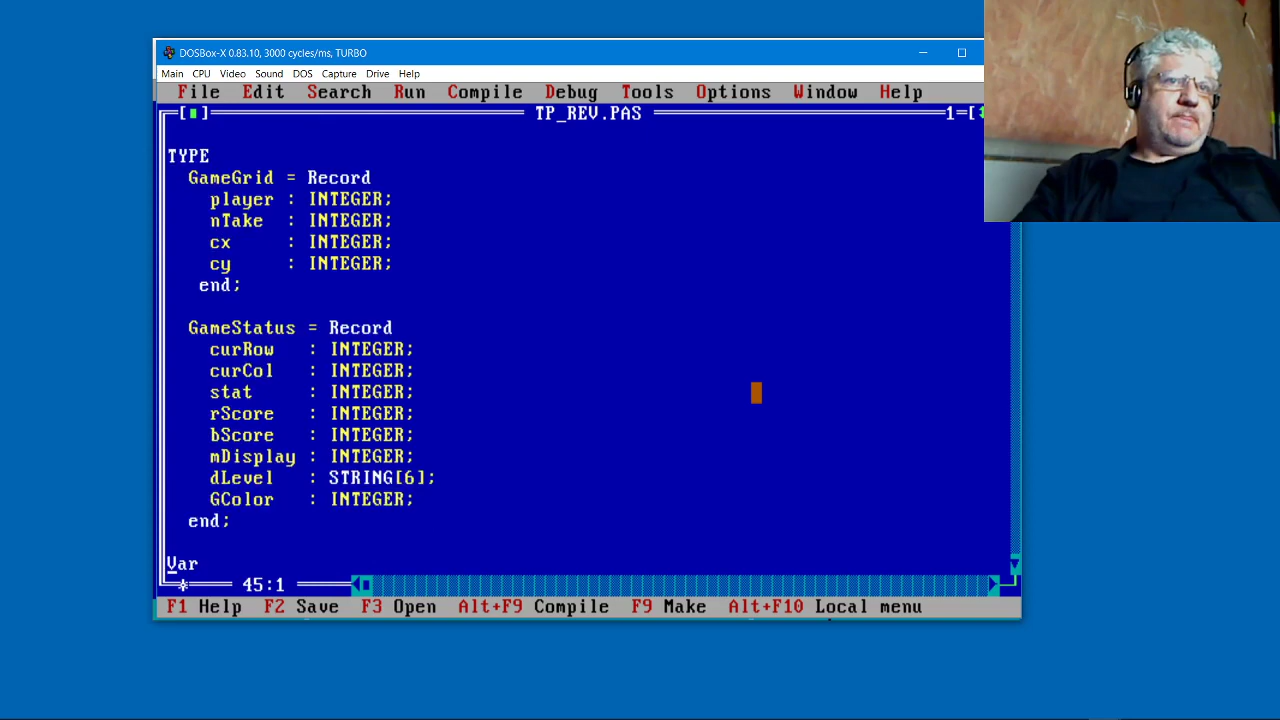 DOSBox-X 0.83.10, 3000 cycles/ms, TURBO
Main CPU Video Sound DOS Capture Drive Help
File Edit Search Run Compile Debug Tools Options Window Help
[■] TP_REV.PAS 1=[
TYPE
GameGrid = Record
player : INTEGER;
nTake : INTEGER;
cx : INTEGER;
cy : INTEGER;
end;
GameStatus = Record
curRow : INTEGER;
curCol : INTEGER;
stat : INTEGER;
rScore : INTEGER;
bScore : INTEGER;
mDisplay : INTEGER;
dLevel : STRING[6];
GColor : INTEGER;
end;
Var
45:1
F1 Help F2 Save F3 Open Alt+F9 Compile F9 Make Alt+F10 Local menu